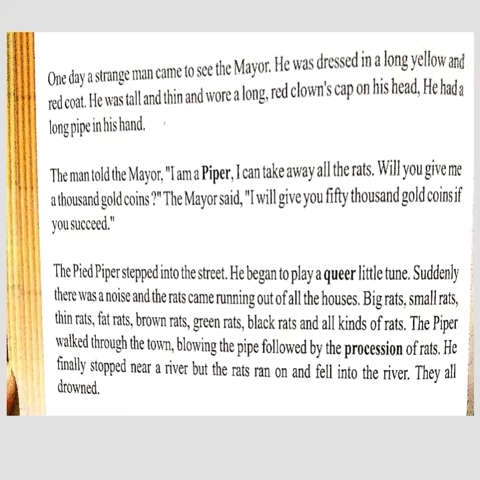 One day a strange man came to see the Mayor. He was dressed in a long yellow and
red coat. He was tall and thin and wore a long, red clown's cap on his head, He had a
long pipe in his hand.
The man told the Mayor, "I am a Piper, I can take away all the rats. Will you give me
a thousand gold coins ?" The Mayor said, "I will give you fifty thousand gold coins if
you succeed."
The Pied Piper stepped into the street. He began to play a queer little tune. Suddenly
there was a noise and the rats came running out of all the houses. Big rats, small rats,
thin rats, fat rats, brown rats, green rats, black rats and all kinds of rats. The Piper
walked through the town, blowing the pipe followed by the procession of rats. He
finally stopped near a river but the rats ran on and fell into the river. They all
drowned.